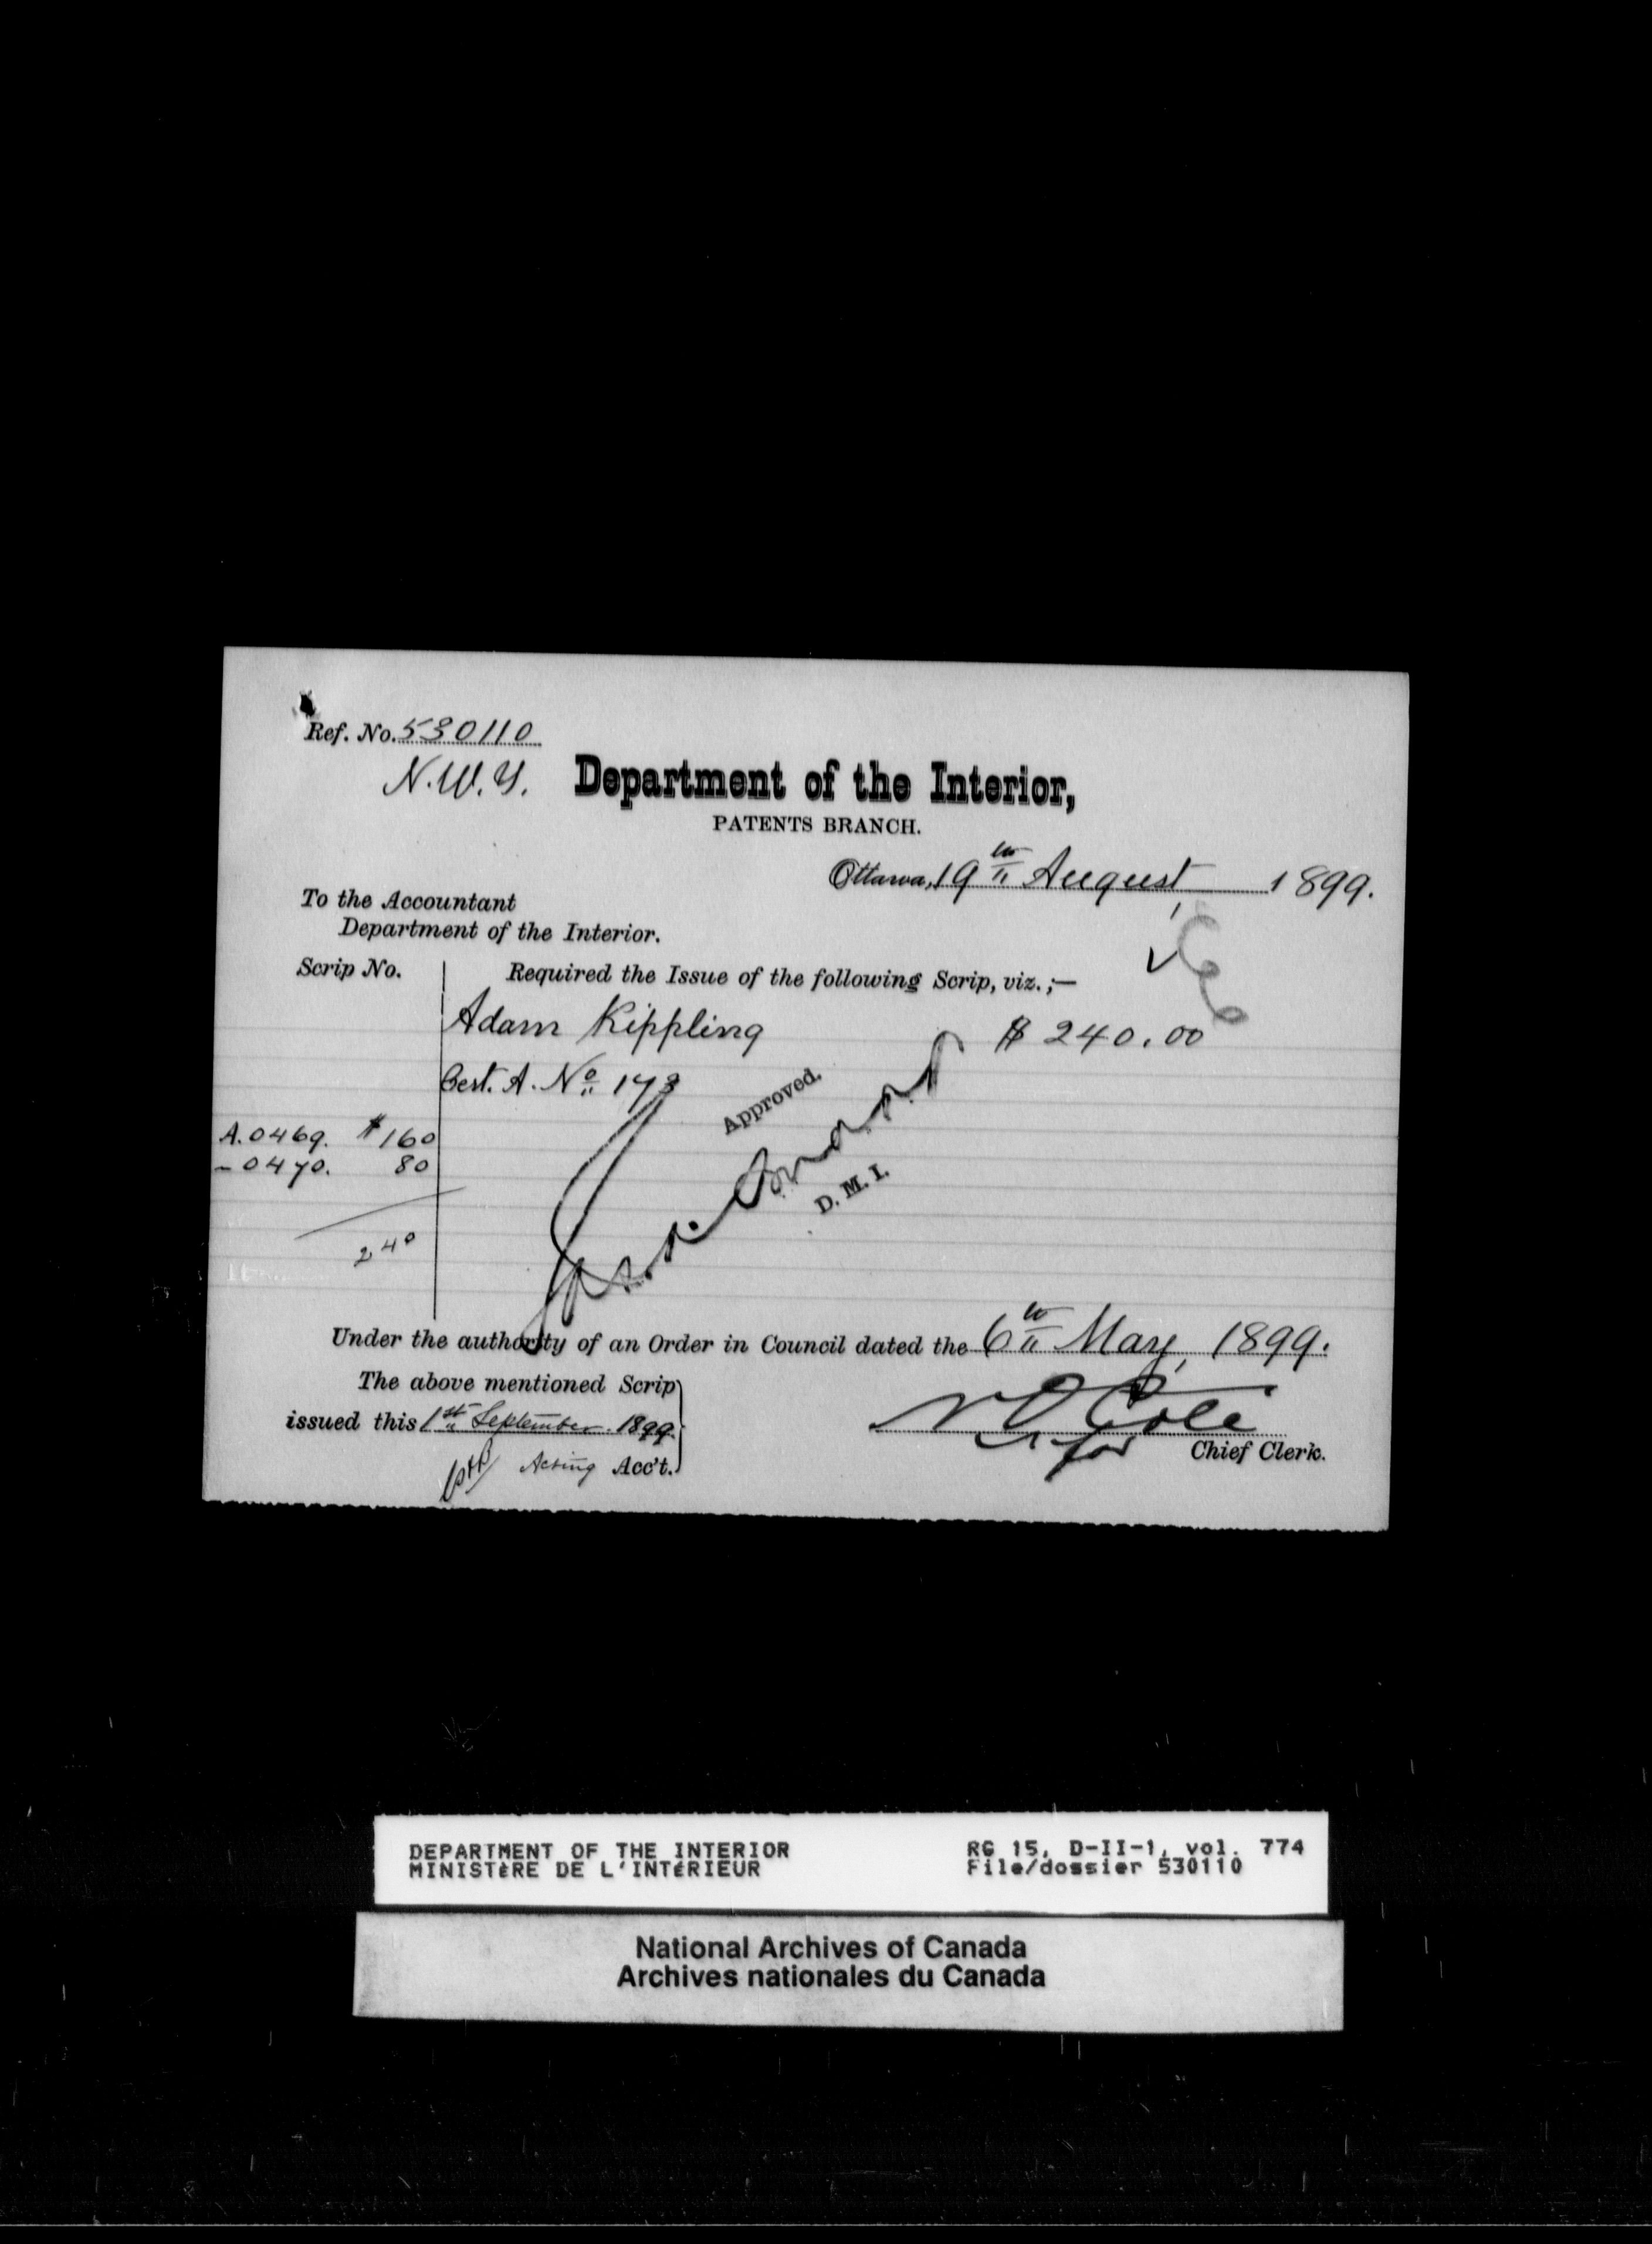 Ref. No. 530110
N.W.T.
Department of the Interior,
PATENTS BRANCH.
Ottawa, 19th August, 1899.
To the Accountant
Department of the Interior.
Scrip No.
Required the Issue of the following Scrip, viz.;—
Adam Kippling $ 240.00
Cert. A. No. 173
Approved.
A.0469. $160
- 0470. 80
D. M. I.
240
Under the authority of an Order in Council dated the 6th May, 1899.
The above mentioned Scrip
issued this 1st September 1899
Acting Acc't.
for Chief Clerk.
DEPARTMENT OF THE INTERIOR
MINISTÈRE DE L'INTÉRIEUR
RG 15, D-II-1, vol. 774
File/dossier 530110
National Archives of Canada
Archives nationales du Canada